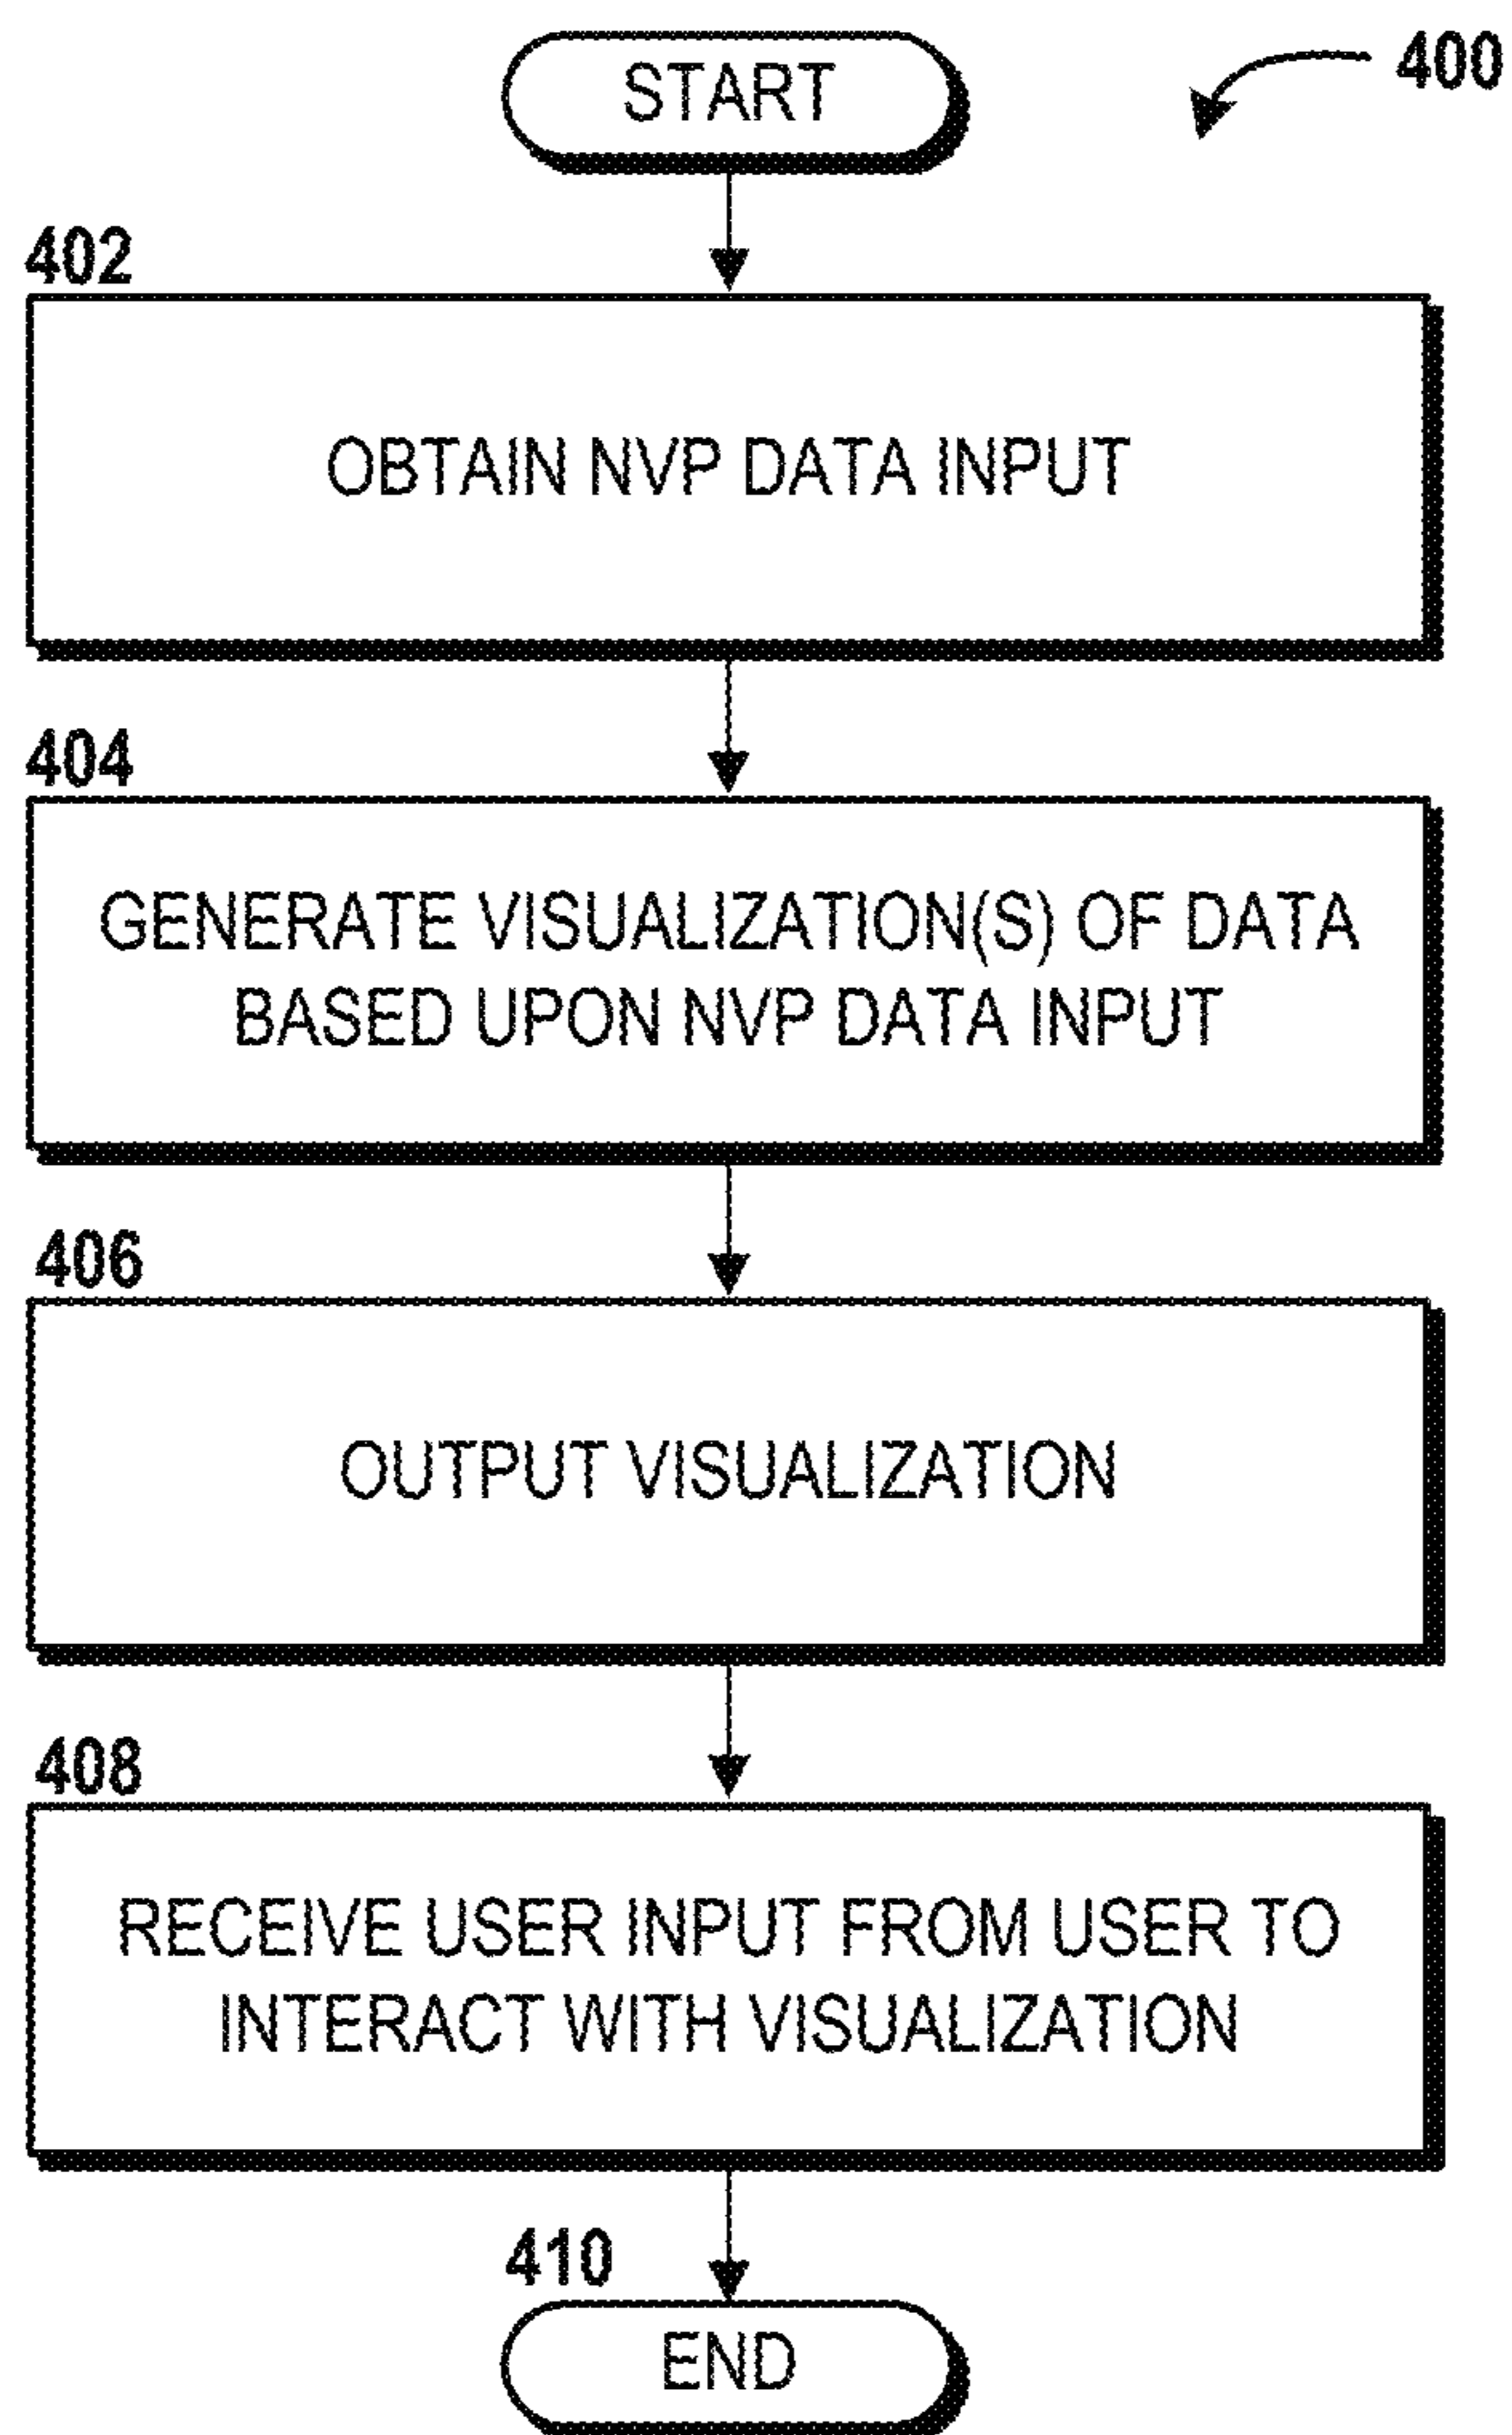 START
400
402
OBTAIN NVP DATA INPUT
404
GENERATE VISUALIZATION(S) OF DATA
BASED UPON NVP DATA INPUT
406
OUTPUT VISUALIZATION
408
RECEIVE USER INPUT FROM USER TO
INTERACT WITH VISUALIZATION
410
END